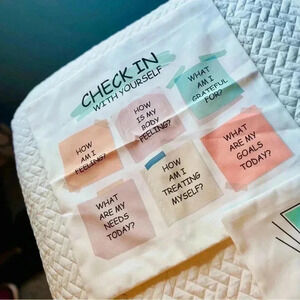 CHECK IN
WITH YOURSELF
HOW
AM I
FEELING?
HOW
IS MY
BODY
FEELING?
WHAT
AM I
GRATEFUL
FOR?
WHAT
ARE MY
NEEDS
TODAY?
HOW
AM I
TREATING
MYSELF?
WHAT
ARE MY
GOALS
TODAY?